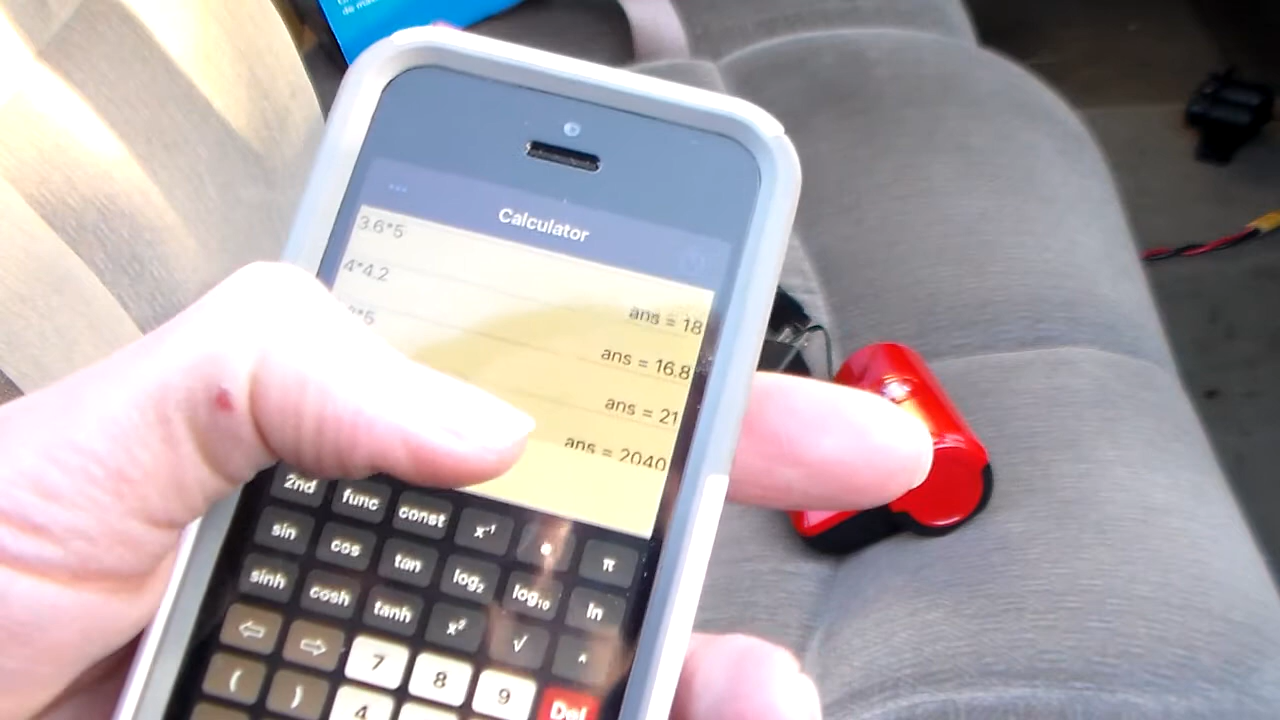 Calculator
3.6*5
ans = 18
4*4.2
ans = 16.8
*5
ans = 21
ans = 2040
2nd func const x⁻¹ π
sin cos tan log₂ log₁₀ ln
sinh cosh tanh x² √ ^
⇦ ⇨ 7 8 9 Del
( ) 4